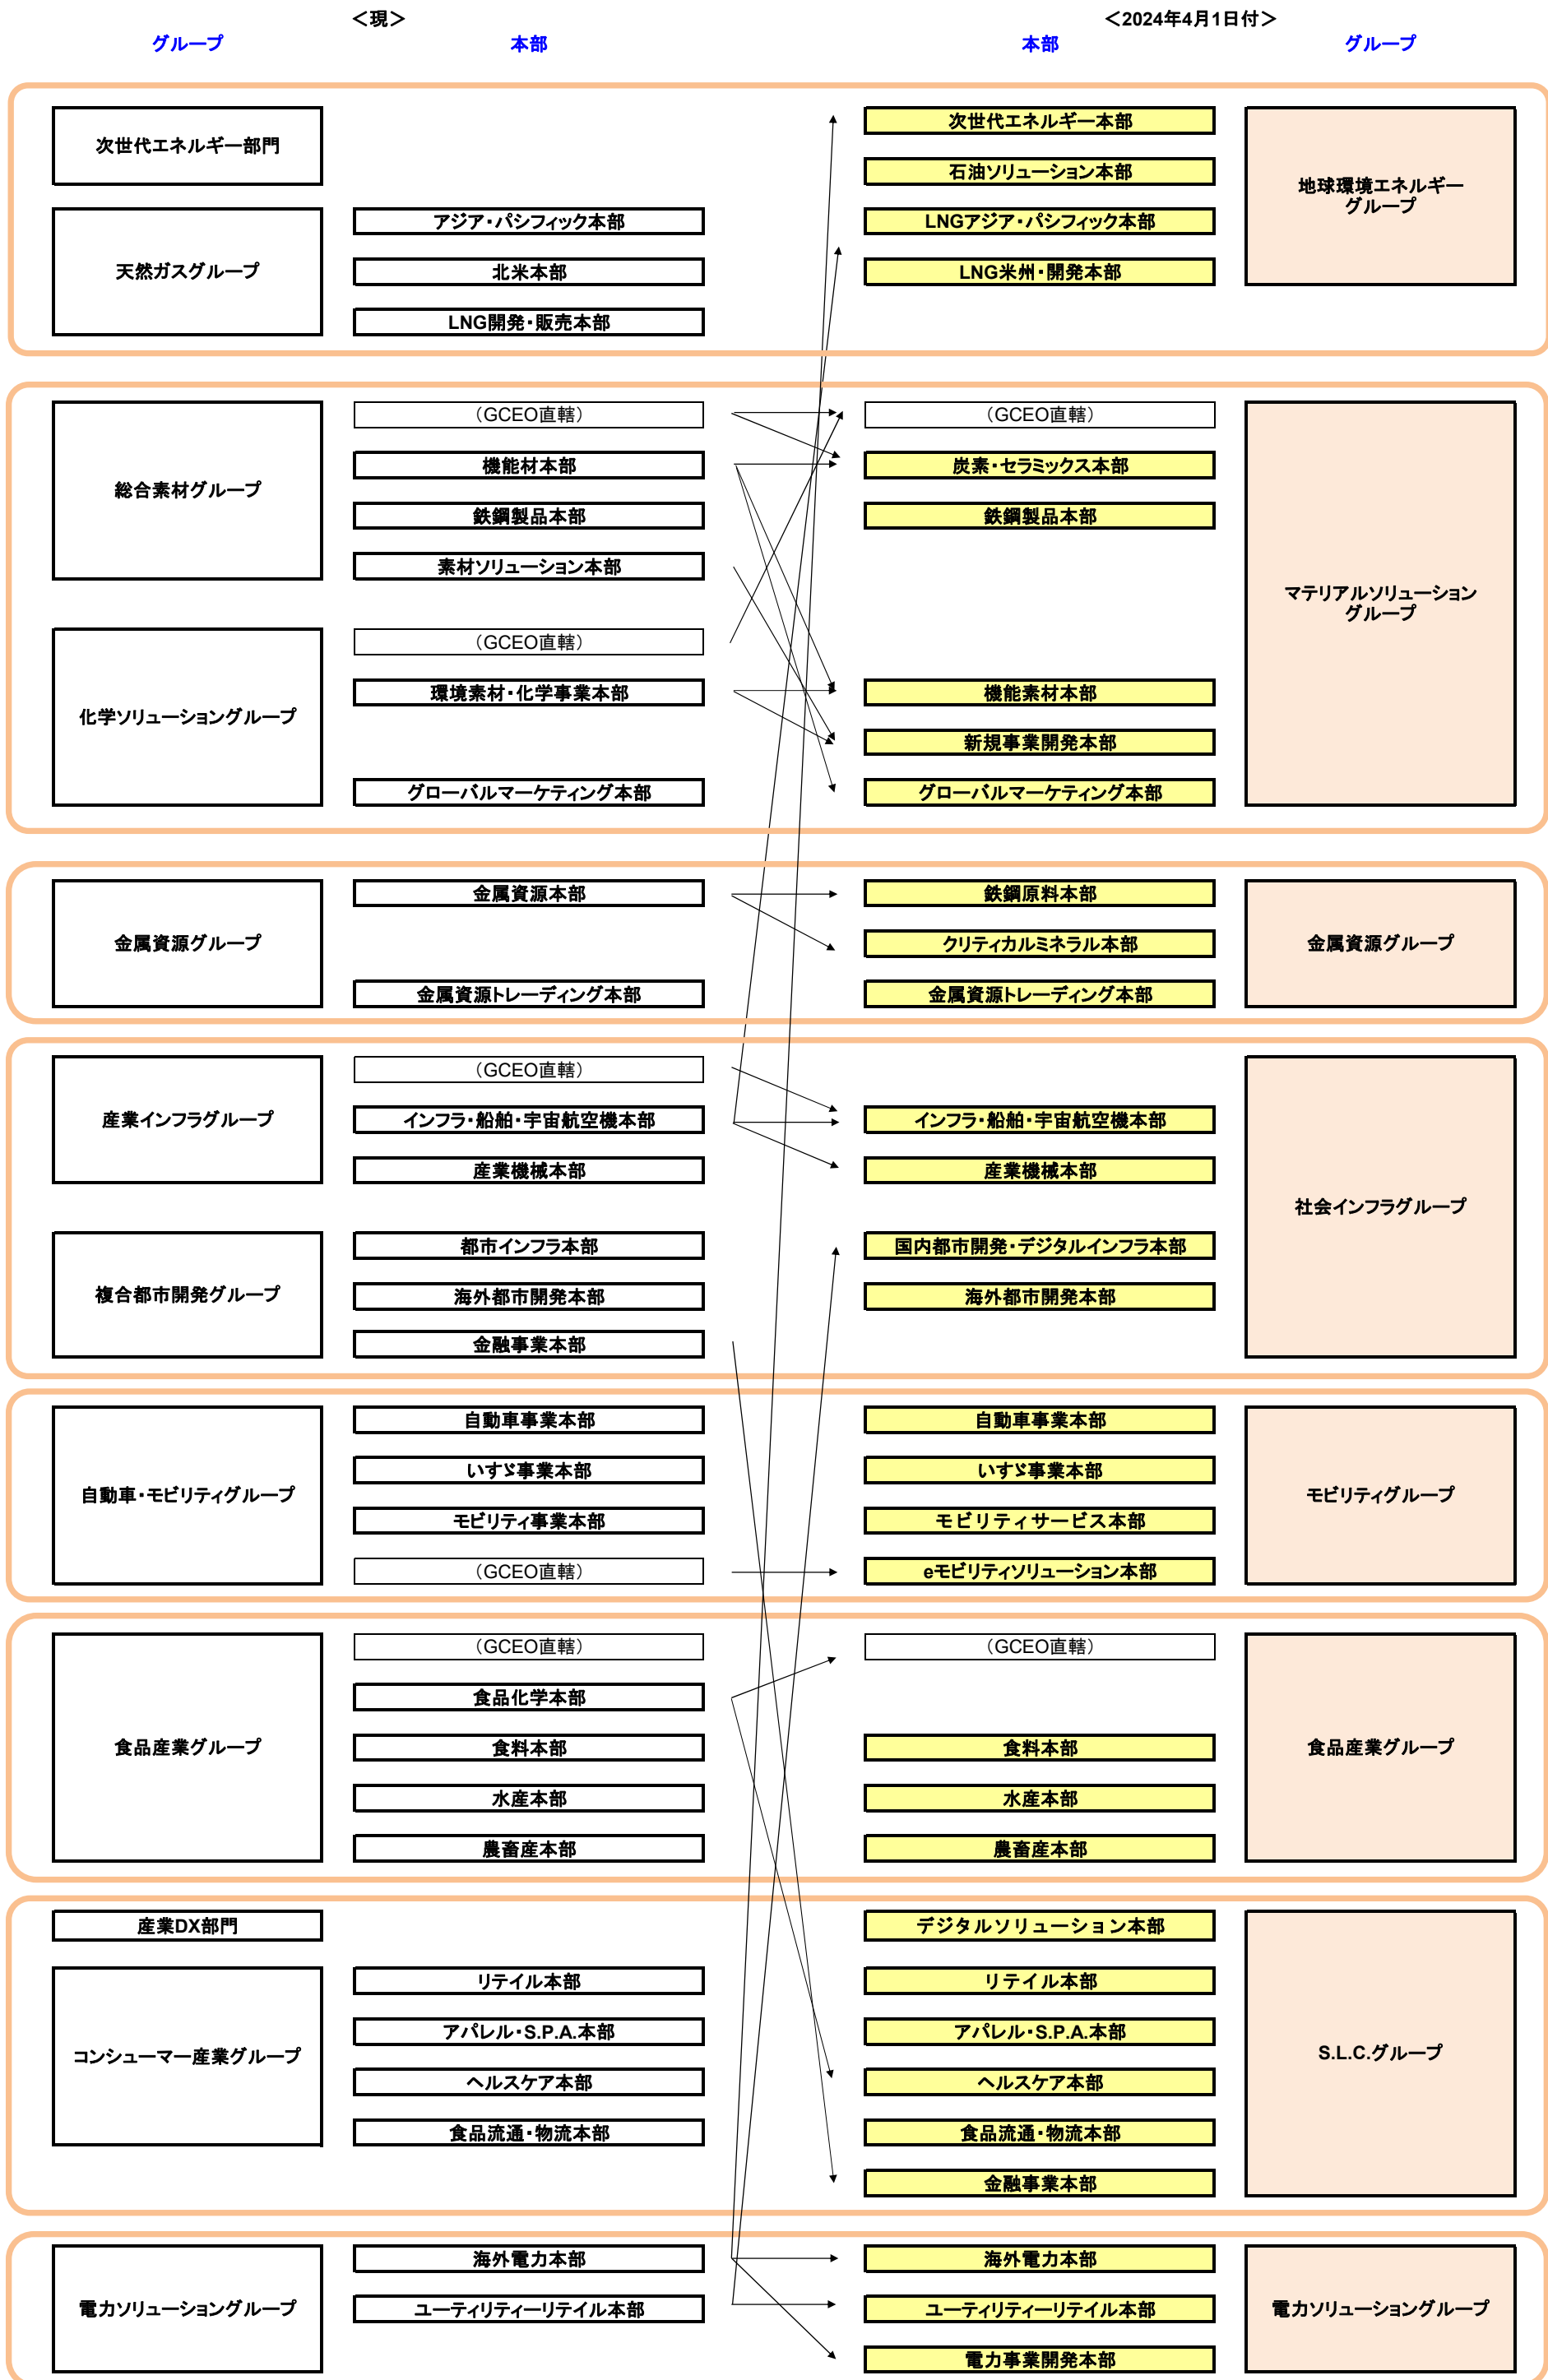 ＜現＞
＜2024年4月1日付＞
グループ
本部
本部
グループ
次世代エネルギー部門
次世代エネルギー本部
石油ソリューション本部
地球環境エネルギー
グループ
天然ガスグループ
アジア・パシフィック本部
LNGアジア・パシフィック本部
北米本部
LNG米州・開発本部
LNG開発・販売本部
総合素材グループ
（GCEO直轄）
（GCEO直轄）
機能材本部
炭素・セラミックス本部
鉄鋼製品本部
鉄鋼製品本部
素材ソリューション本部
マテリアルソリューション
グループ
化学ソリューショングループ
（GCEO直轄）
環境素材・化学事業本部
機能素材本部
新規事業開発本部
グローバルマーケティング本部
グローバルマーケティング本部
金属資源グループ
金属資源本部
鉄鋼原料本部
クリティカルミネラル本部
金属資源グループ
金属資源トレーディング本部
金属資源トレーディング本部
産業インフラグループ
（GCEO直轄）
インフラ・船舶・宇宙航空機本部
インフラ・船舶・宇宙航空機本部
産業機械本部
産業機械本部
社会インフラグループ
複合都市開発グループ
都市インフラ本部
国内都市開発・デジタルインフラ本部
海外都市開発本部
海外都市開発本部
金融事業本部
自動車・モビリティグループ
自動車事業本部
自動車事業本部
いすゞ事業本部
いすゞ事業本部
モビリティグループ
モビリティ事業本部
モビリティサービス本部
（GCEO直轄）
eモビリティソリューション本部
食品産業グループ
（GCEO直轄）
（GCEO直轄）
食品化学本部
食料本部
食料本部
食品産業グループ
水産本部
水産本部
農畜産本部
農畜産本部
産業DX部門
デジタルソリューション本部
コンシューマー産業グループ
リテイル本部
リテイル本部
アパレル・S.P.A.本部
アパレル・S.P.A.本部
S.L.C.グループ
ヘルスケア本部
ヘルスケア本部
食品流通・物流本部
食品流通・物流本部
金融事業本部
電力ソリューショングループ
海外電力本部
海外電力本部
ユーティリティーリテイル本部
ユーティリティーリテイル本部
電力ソリューショングループ
電力事業開発本部